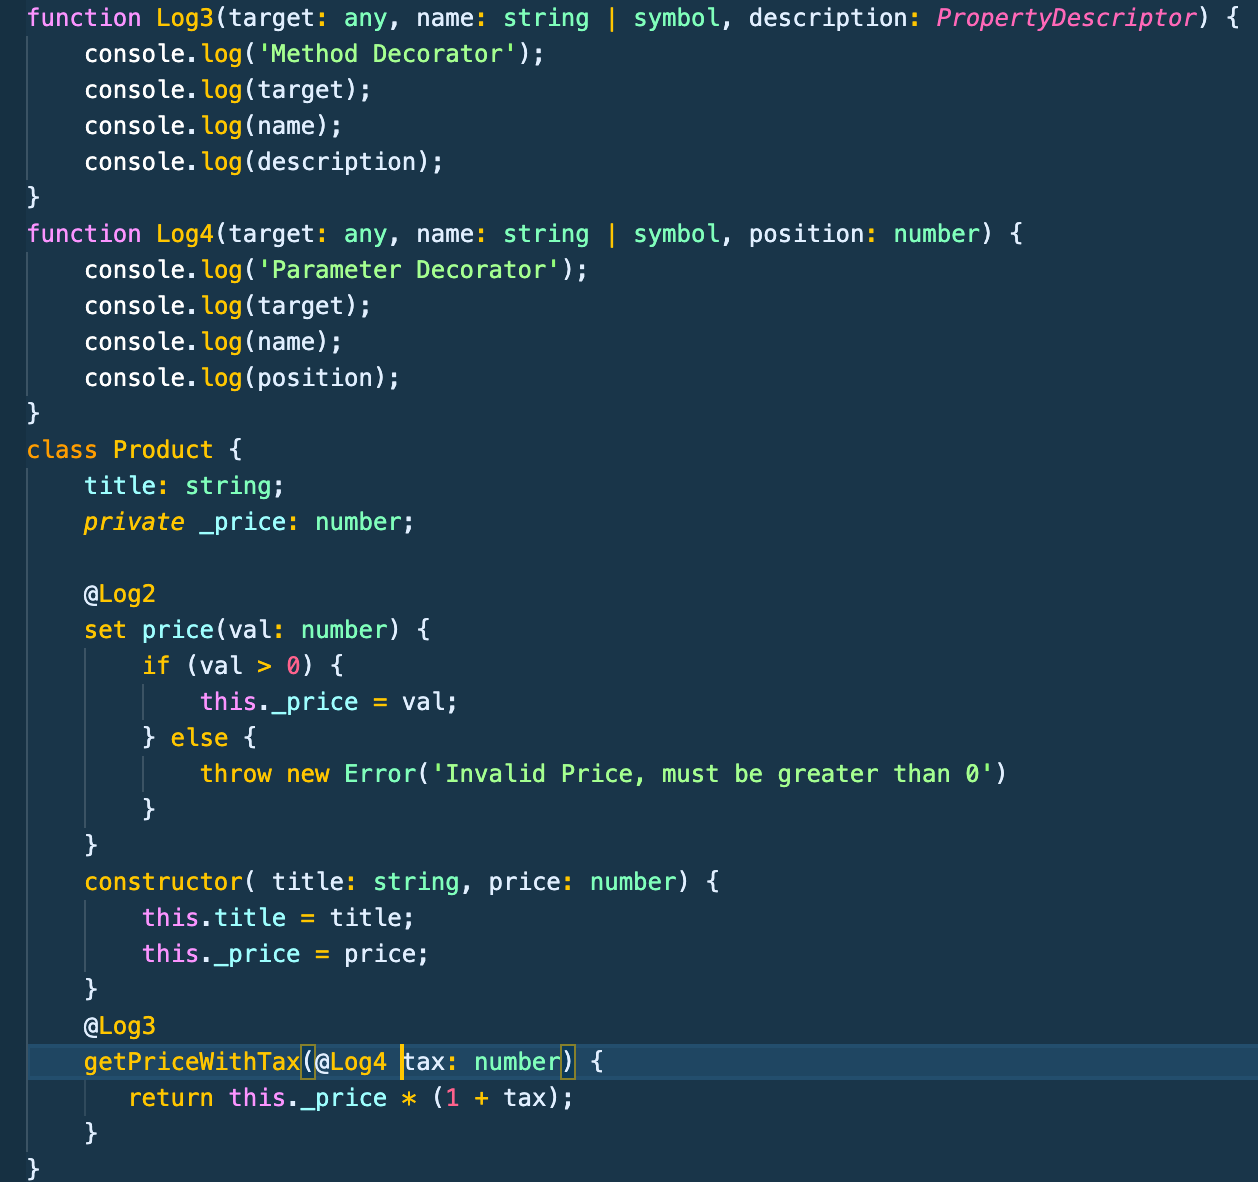 function Log3(target: any, name: string | symbol, description: PropertyDescriptor) {
    console.log('Method Decorator');
    console.log(target);
    console.log(name);
    console.log(description);
}
function Log4(target: any, name: string | symbol, position: number) {
    console.log('Parameter Decorator');
    console.log(target);
    console.log(name);
    console.log(position);
}
class Product {
    title: string;
    private _price: number;

    @Log2
    set price(val: number) {
        if (val > 0) {
            this._price = val;
        } else {
            throw new Error('Invalid Price, must be greater than 0')
        }
    }
    constructor( title: string, price: number) {
        this.title = title;
        this._price = price;
    }
    @Log3
    getPriceWithTax(@Log4 tax: number) {
       return this._price * (1 + tax);
    }
}